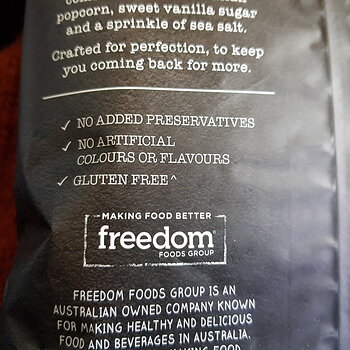 popcorn, sweet vanilla sugar
and a sprinkle of sea salt.
Crafted for perfection, to keep
you coming back for more.
✓ NO ADDED PRESERVATIVES
✓ NO ARTIFICIAL
COLOURS OR FLAVOURS
✓ GLUTEN FREE^
MAKING FOOD BETTER
freedom
FOODS GROUP
FREEDOM FOODS GROUP IS AN
AUSTRALIAN OWNED COMPANY KNOWN
FOR MAKING HEALTHY AND DELICIOUS
FOOD AND BEVERAGES IN AUSTRALIA.
MAKING FOOD